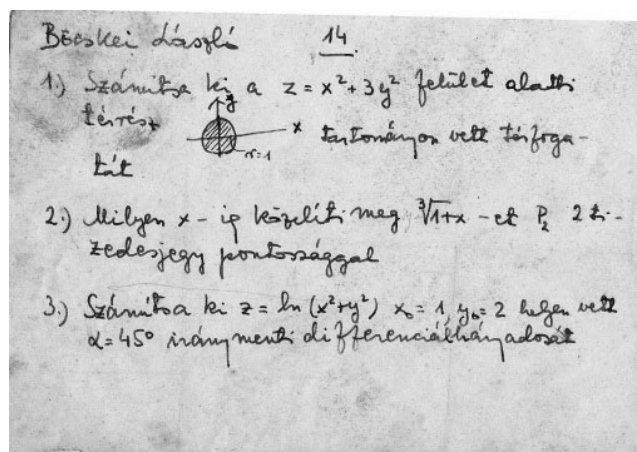 Böcskei László 14.
1.) Számítsa ki a z = x² + 3y² felület alatti
térrész y x tartományon vett térfoga-
r=1
tát
2.) Milyen x-ig közelíti meg ∛1+x -et P₂ 2 ti-
zedesjegy pontossággal
3.) Számítsa ki z = ln (x²+y²) x₀ = 1, y₀ = 2 helyen vett
α = 45° iránymenti differenciálhányadosát